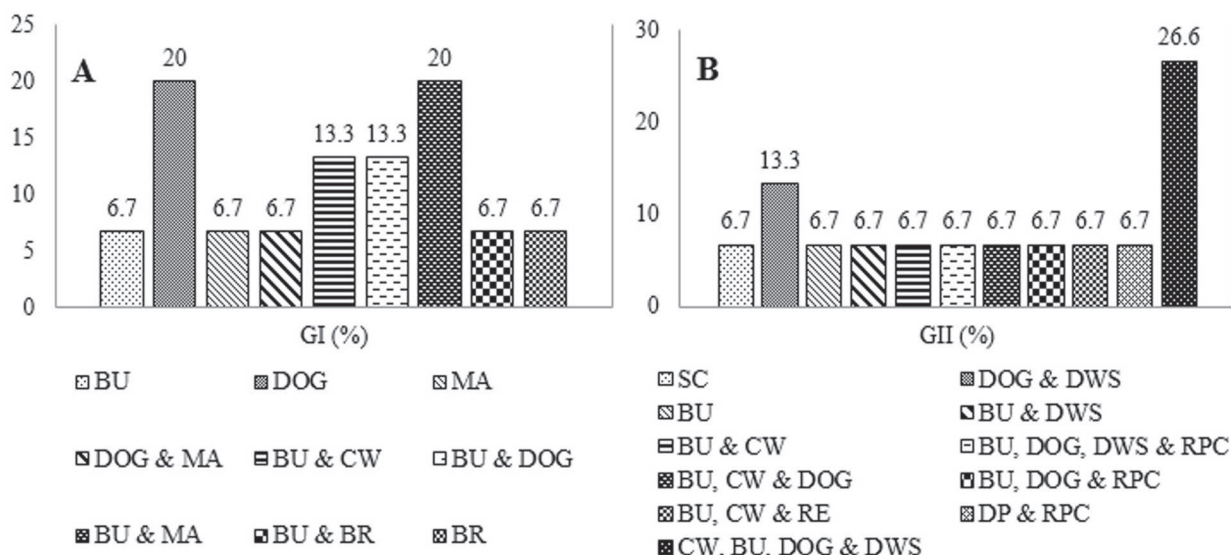 A
25
20
15
10
5
0
6.7
20
6.7
6.7
13.3
13.3
20
6.7
6.7
GI (%)
BU
DOG
MA
DOG & MA
BU & CW
BU & DOG
BU & MA
BU & BR
BR
B
30
20
10
0
6.7
13.3
6.7
6.7
6.7
6.7
6.7
6.7
6.7
6.7
26.6
GII (%)
SC
DOG & DWS
BU
BU & DWS
BU & CW
BU, DOG, DWS & RPC
BU, CW & DOG
BU, DOG & RPC
BU, CW & RE
DP & RPC
CW, BU, DOG & DWS